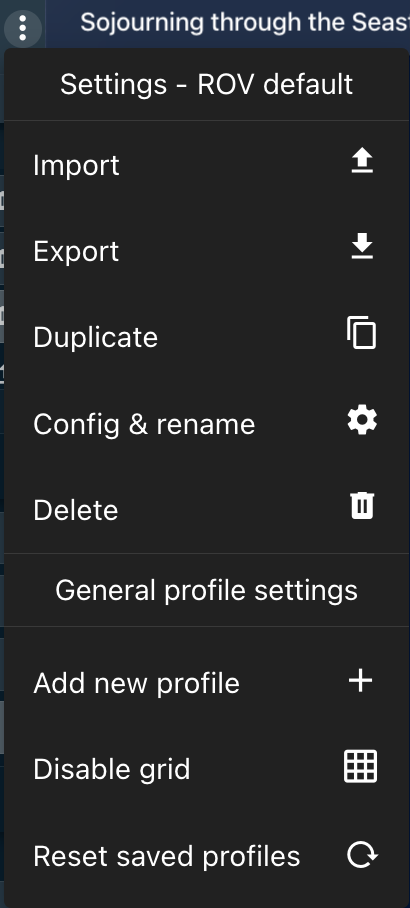 Sojourning through the Seas
Settings - ROV default
Import
Export
Duplicate
Config & rename
Delete
General profile settings
Add new profile
Disable grid
Reset saved profiles